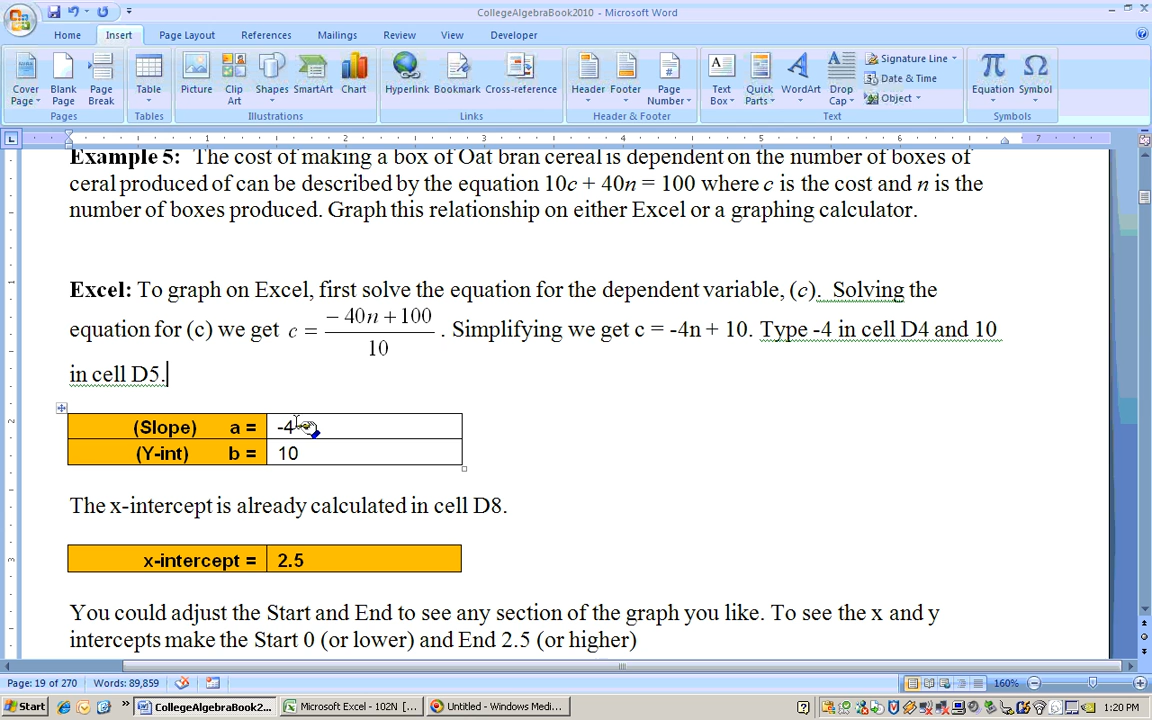 CollegeAlgebraBook2010 - Microsoft Word
Home Insert Page Layout References Mailings Review View Developer
Cover Page Blank Page Page Break Table Picture Clip Art Shapes SmartArt Chart Hyperlink Bookmark Cross-reference Header Footer Page Number Text Box Quick Parts WordArt Drop Cap Signature Line Date & Time Object Equation Symbol
Pages Tables Illustrations Links Header & Footer Text Symbols
1 2 3 4 5 6 7
Example 5: The cost of making a box of Oat bran cereal is dependent on the number of boxes of
ceral produced of can be described by the equation 10c + 40n = 100 where c is the cost and n is the
number of boxes produced. Graph this relationship on either Excel or a graphing calculator.
Excel: To graph on Excel, first solve the equation for the dependent variable, (c). Solving the
equation for (c) we get c = (− 40n + 100)/10 . Simplifying we get c = -4n + 10. Type -4 in cell D4 and 10
in cell D5.
(Slope) a = -4
(Y-int) b = 10
The x-intercept is already calculated in cell D8.
x-intercept = 2.5
You could adjust the Start and End to see any section of the graph you like. To see the x and y
intercepts make the Start 0 (or lower) and End 2.5 (or higher)
Page: 19 of 270 Words: 89,859 160%
Start CollegeAlgebraBook2... Microsoft Excel - 102N [... Untitled - Windows Medi... 1:20 PM